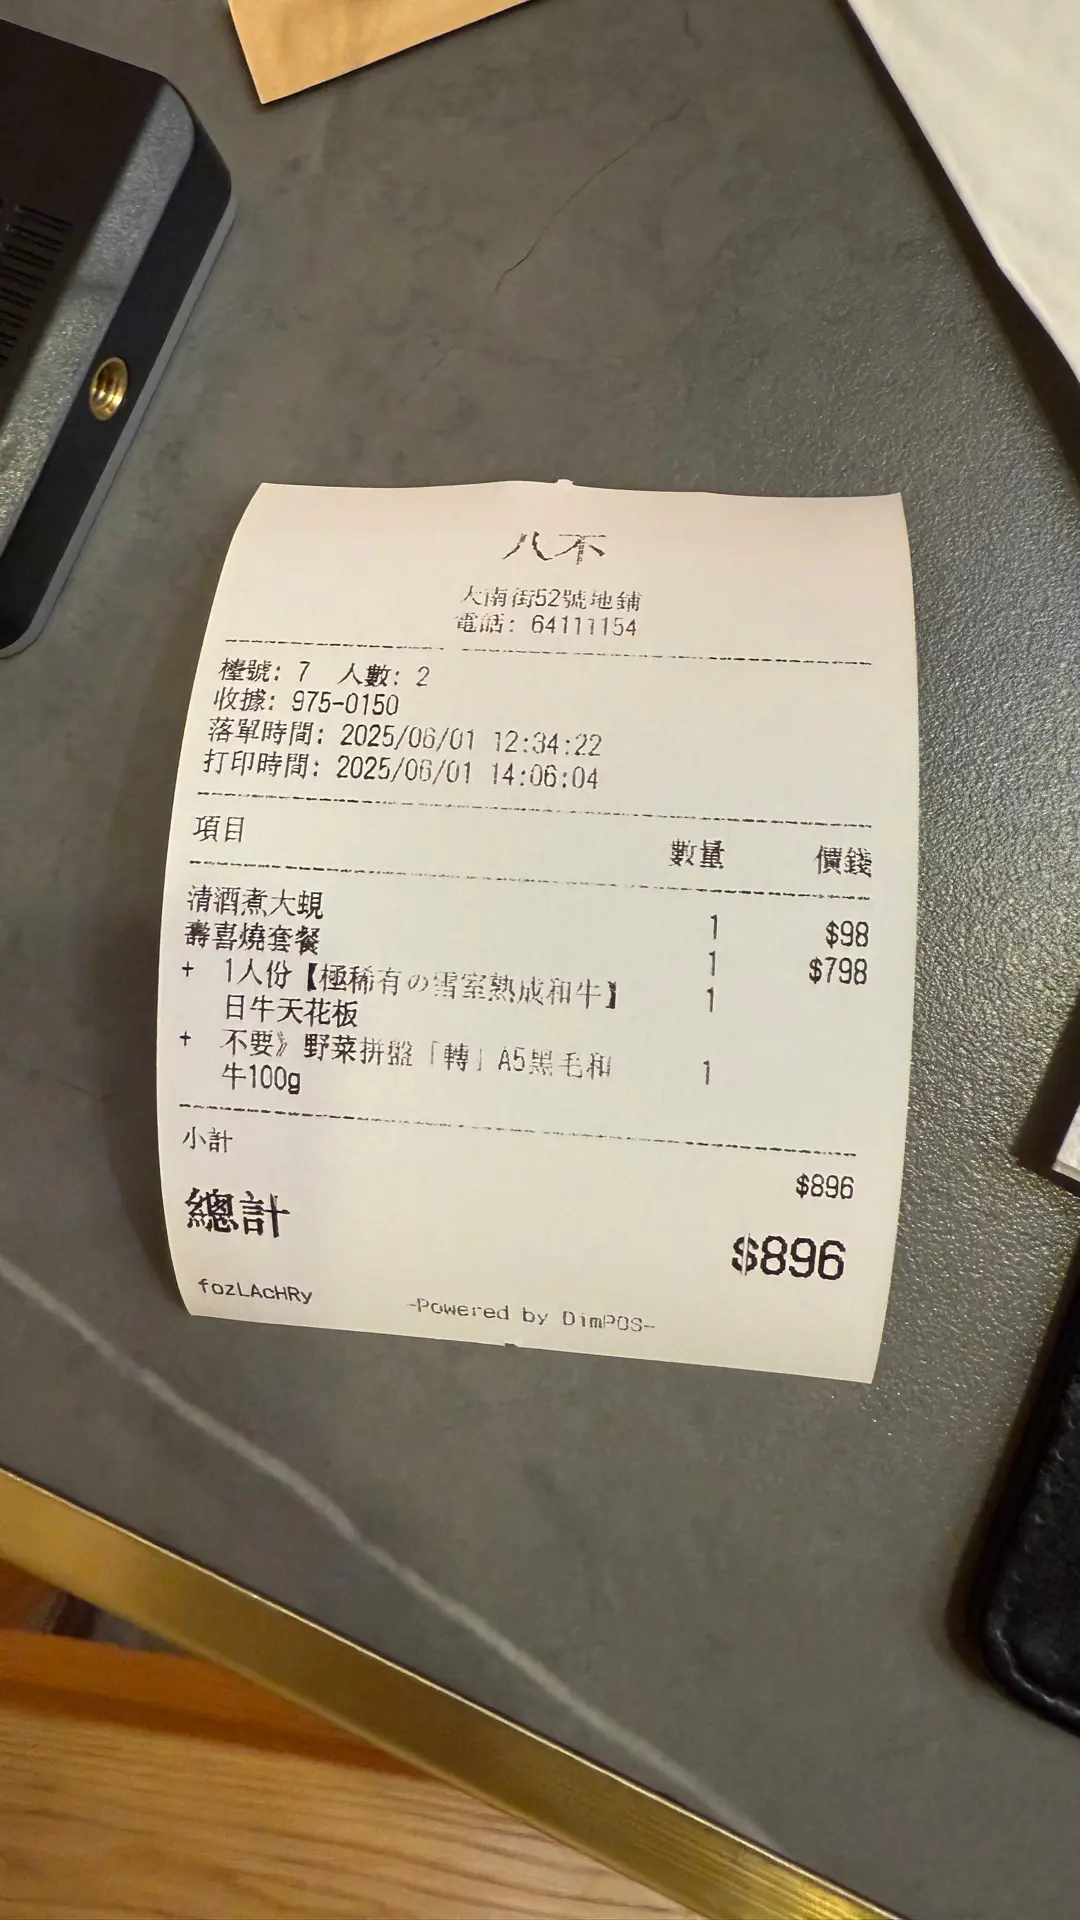 八不
大南街52號地鋪
電話: 64111154
檯號: 7 人數: 2
收據: 975-0150
落單時間: 2025/06/01 12:34:22
打印時間: 2025/06/01 14:06:04
項目 數量 價錢
清酒煮大蜆 1 $98
壽喜燒套餐 1 $798
+ 1人份【極稀有の雪室熟成和牛】 1
日牛天花板
+ 不要》野菜拼盤「轉」A5黑毛和 1
牛100g
小計 $896
總計 $896
fozLAcHRy -Powered by DimPOS-